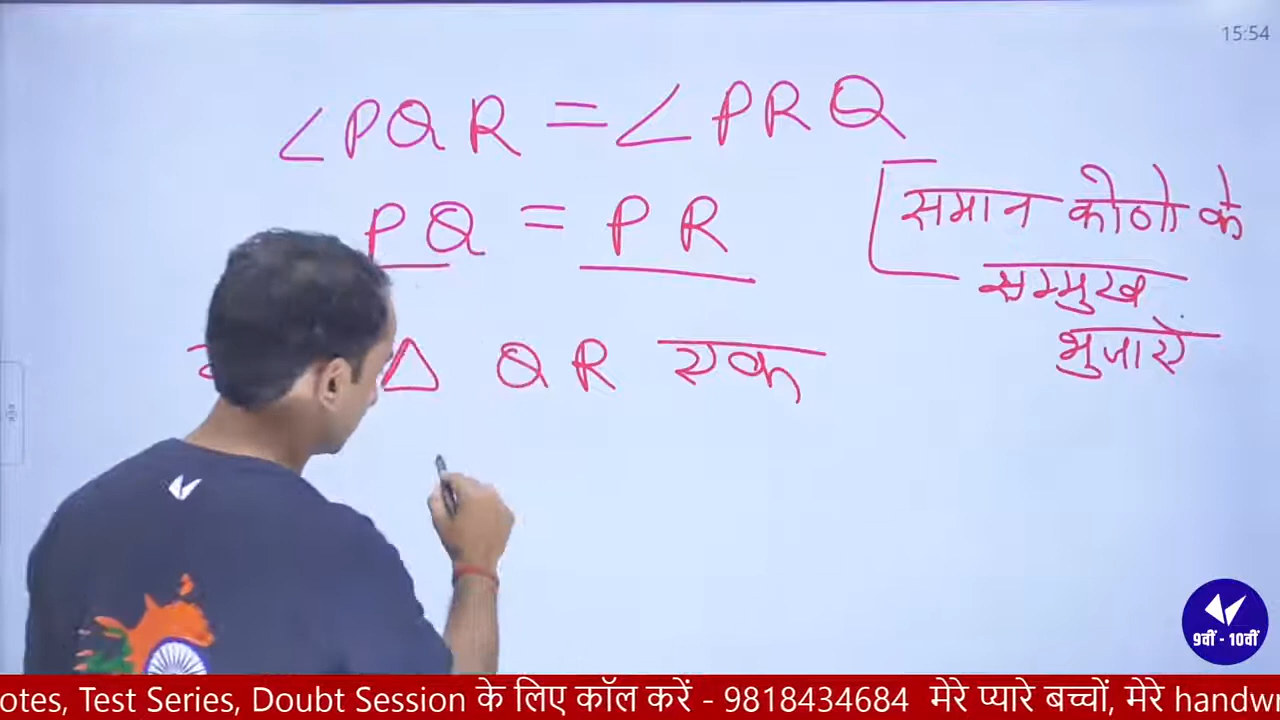 15:54
∠PQR = ∠PRQ
PQ = PR
[समान कोणो के
सम्मुख
भुजाएं
Δ QR एक
9वीं - 10वीं
otes, Test Series, Doubt Session के लिए कॉल करें - 9818434684 मेरे प्यारे बच्चों, मेरे handw